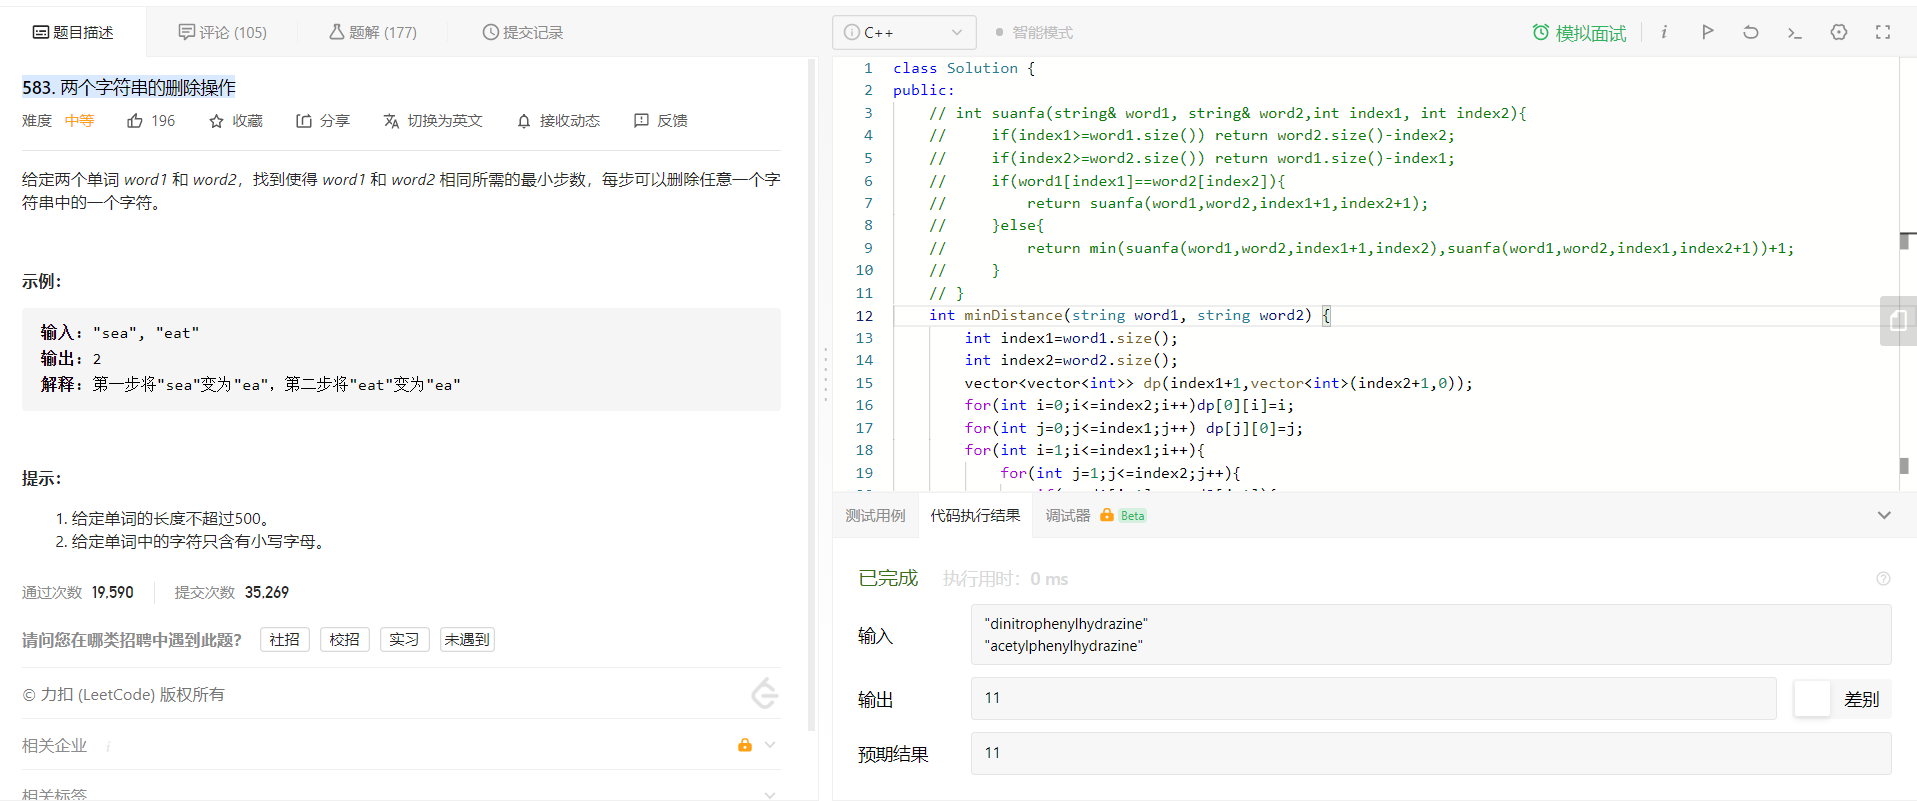 题目描述
评论 (105)
题解 (177)
提交记录
583. 两个字符串的删除操作
难度 中等 196 收藏 分享 切换为英文 接收动态 反馈
给定两个单词 word1 和 word2，找到使得 word1 和 word2 相同所需的最小步数，每步可以删除任意一个字
符串中的一个字符。
示例：
输入："sea", "eat"
输出：2
解释：第一步将"sea"变为"ea"，第二步将"eat"变为"ea"
提示：
1. 给定单词的长度不超过500。
2. 给定单词中的字符只含有小写字母。
通过次数 19,590 提交次数 35,269
请问您在哪类招聘中遇到此题？ 社招 校招 实习 未遇到
© 力扣 (LeetCode) 版权所有
相关企业 i
相关标签
C++
智能模式
模拟面试
1 class Solution {
2 public:
3 // int suanfa(string& word1, string& word2,int index1, int index2){
4 // if(index1>=word1.size()) return word2.size()-index2;
5 // if(index2>=word2.size()) return word1.size()-index1;
6 // if(word1[index1]==word2[index2]){
7 // return suanfa(word1,word2,index1+1,index2+1);
8 // }else{
9 // return min(suanfa(word1,word2,index1+1,index2),suanfa(word1,word2,index1,index2+1))+1;
10 // }
11 // }
12 int minDistance(string word1, string word2) {
13 int index1=word1.size();
14 int index2=word2.size();
15 vector<vector<int>> dp(index1+1,vector<int>(index2+1,0));
16 for(int i=0;i<=index2;i++)dp[0][i]=i;
17 for(int j=0;j<=index1;j++) dp[j][0]=j;
18 for(int i=1;i<=index1;i++){
19 for(int j=1;j<=index2;j++){
测试用例
代码执行结果
调试器 Beta
已完成 执行用时：0 ms
输入
"dinitrophenylhydrazine"
"acetylphenylhydrazine"
输出
11
差别
预期结果
11